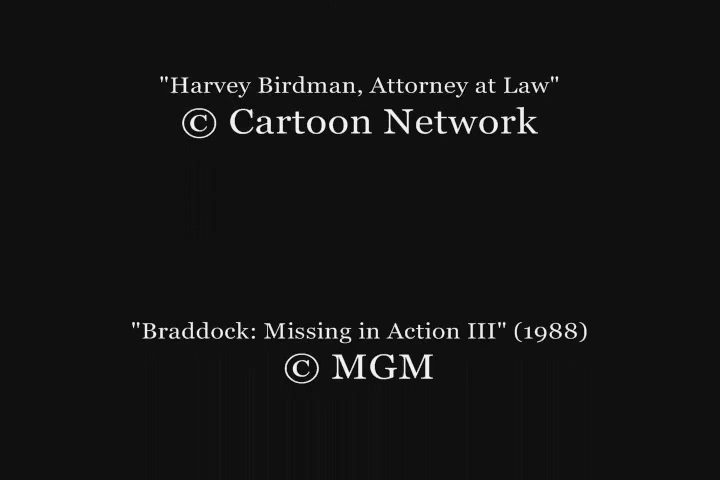 "Harvey Birdman, Attorney at Law"
© Cartoon Network
"Braddock: Missing in Action III" (1988)
© MGM